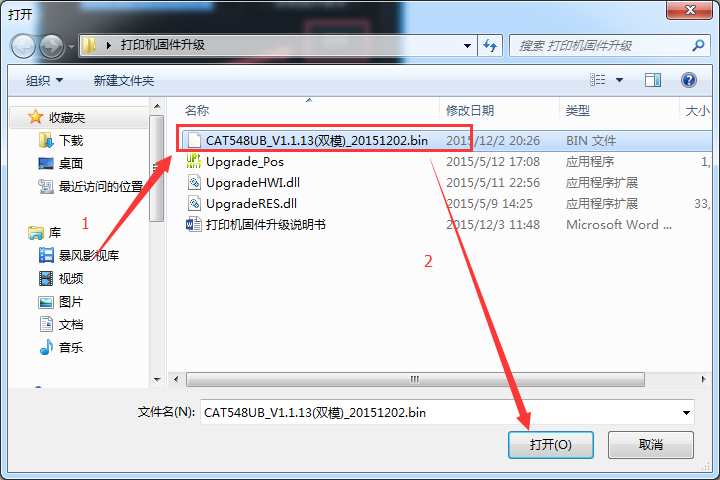 打开
打印机固件升级
搜索 打印机固件升级
组织 新建文件夹
收藏夹
下载
桌面
最近访问的位置
库
暴风影视库
视频
图片
文档
音乐
名称 修改日期 类型 大小
CAT548UB_V1.1.13(双模)_20151202.bin 2015/12/2 20:26 BIN 文件
Upgrade_Pos 2015/5/12 17:08 应用程序 1,
UpgradeHWI.dll 2015/5/11 22:56 应用程序扩展
UpgradeRES.dll 2015/5/9 14:25 应用程序扩展 33,
打印机固件升级说明书 2015/12/3 11:48 Microsoft Word ...
1
2
文件名(N): CAT548UB_V1.1.13(双模)_20151202.bin
打开(O) 取消